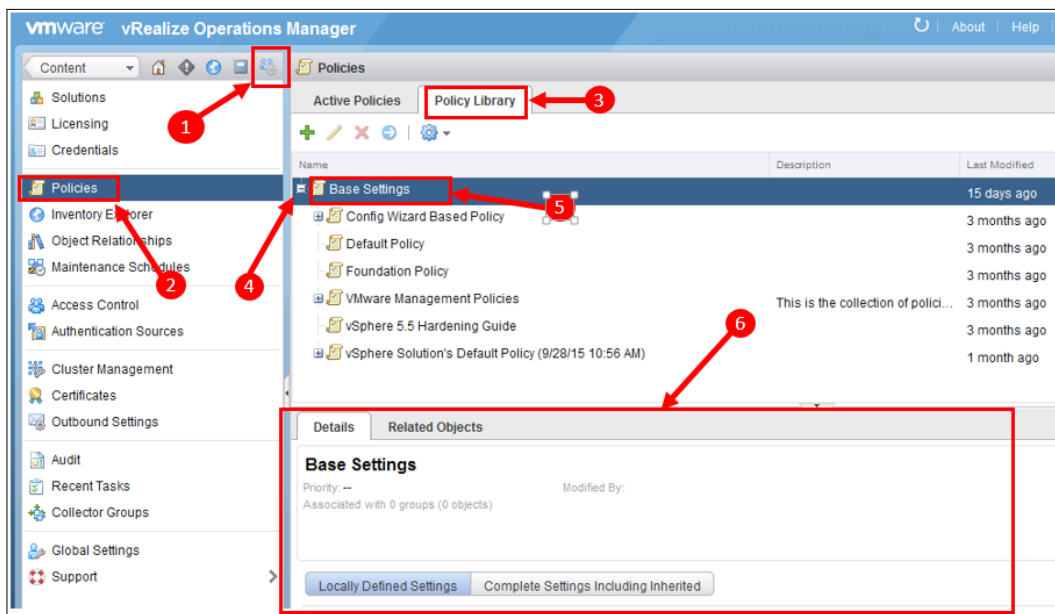 vmware vRealize Operations Manager
About Help
Content
Policies
Solutions
Active Policies Policy Library
3
Licensing
1
Credentials
Name Description Last Modified
Policies
Base Settings 15 days ago
5
Inventory Explorer
Config Wizard Based Policy 3 months ago
Object Relationships
Default Policy 3 months ago
Maintenance Schedules
Foundation Policy 3 months ago
2
4
Access Control
VMware Management Policies This is the collection of polici... 3 months ago
Authentication Sources
vSphere 5.5 Hardening Guide 3 months ago
6
vSphere Solution's Default Policy (9/28/15 10:56 AM) 1 month ago
Cluster Management
Certificates
Outbound Settings
Details Related Objects
Audit
Base Settings
Recent Tasks
Priority: -- Modified By:
Collector Groups
Associated with 0 groups (0 objects)
Global Settings
Support
Locally Defined Settings Complete Settings Including Inherited